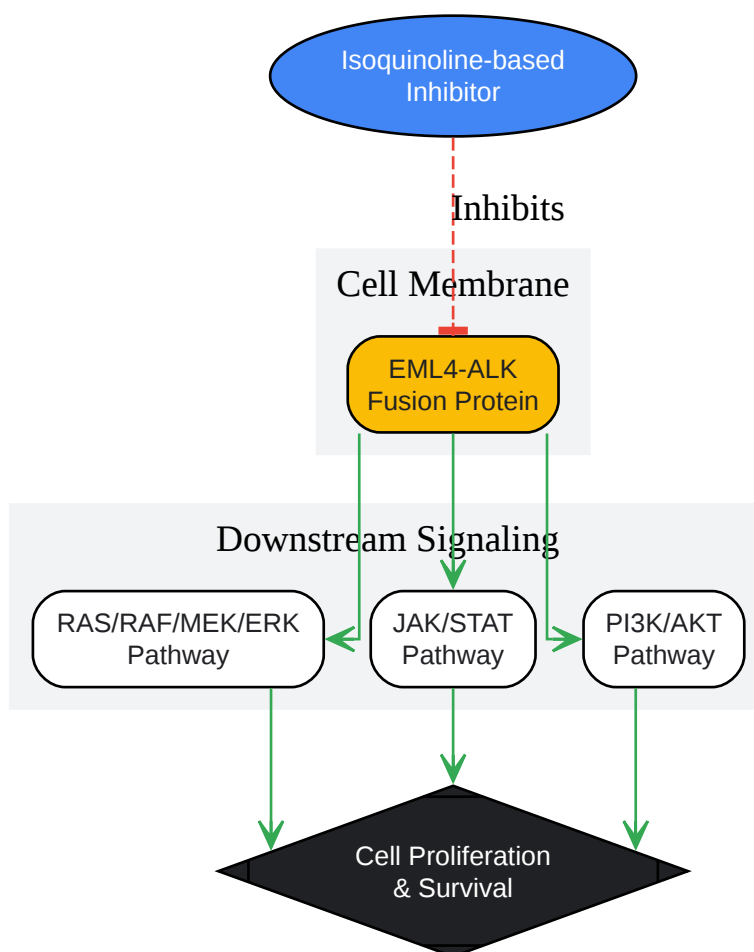 Isoquinoline-based
Inhibitor
Inhibits
Cell Membrane
EML4-ALK
Fusion Protein
Downstream Signaling
RAS/RAF/MEK/ERK
Pathway
JAK/STAT
Pathway
PI3K/AKT
Pathway
Cell Proliferation
& Survival